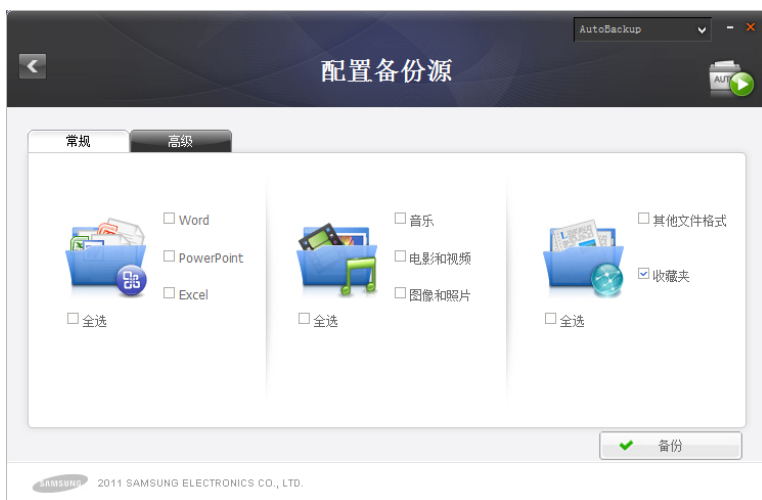 AutoBackup
配置备份源
AUTO
常规
高级
Word
PowerPoint
Excel
全选
音乐
电影和视频
图像和照片
全选
其他文件格式
收藏夹
全选
备份
SAMSUNG 2011 SAMSUNG ELECTRONICS CO., LTD.